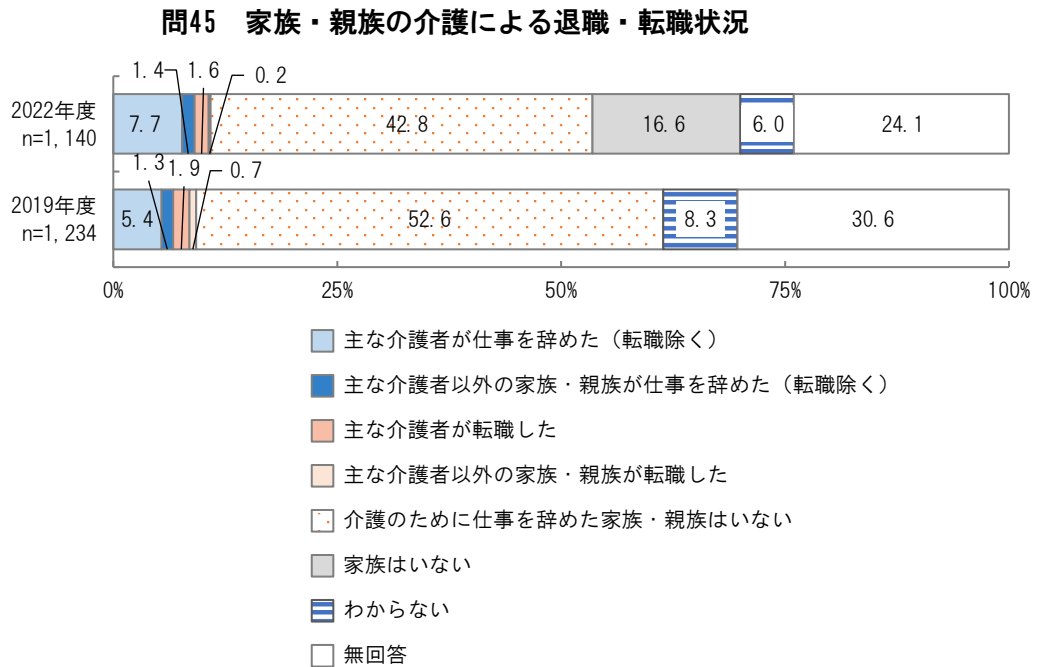 問45 家族・親族の介護による退職・転職状況
1.4 1.6 0.2
2022年度 7.7 42.8 16.6 6.0 24.1
n=1,140
1.3 1.9 0.7
2019年度 5.4 52.6 8.3 30.6
n=1,234
0% 25% 50% 75% 100%
主な介護者が仕事を辞めた（転職除く）
主な介護者以外の家族・親族が仕事を辞めた（転職除く）
主な介護者が転職した
主な介護者以外の家族・親族が転職した
介護のために仕事を辞めた家族・親族はいない
家族はいない
わからない
無回答